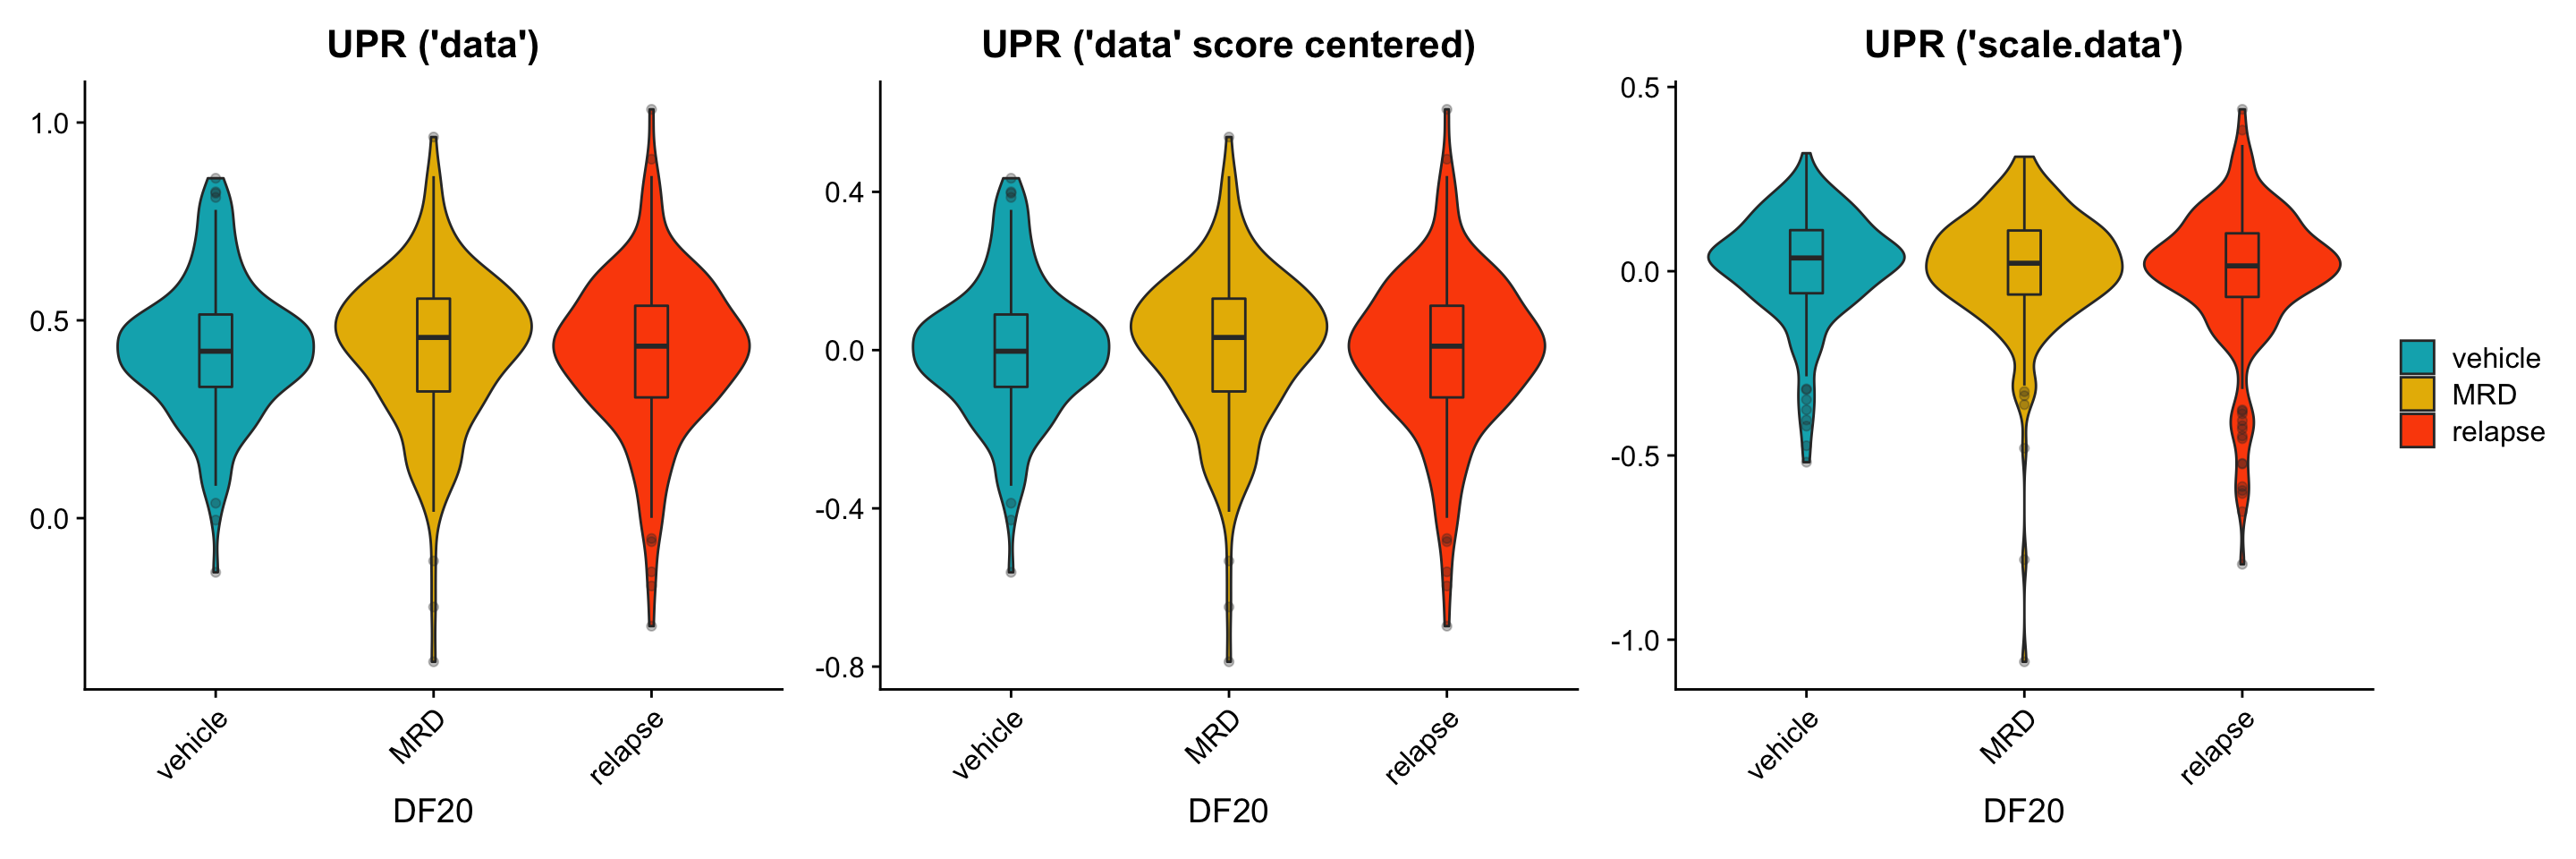 UPR ('data')
1.0
0.5
0.0
vehicle
MRD
relapse
DF20
UPR ('data' score centered)
0.4
0.0
-0.4
-0.8
vehicle
MRD
relapse
DF20
UPR ('scale.data')
0.5
0.0
-0.5
-1.0
vehicle
MRD
relapse
DF20
vehicle
MRD
relapse